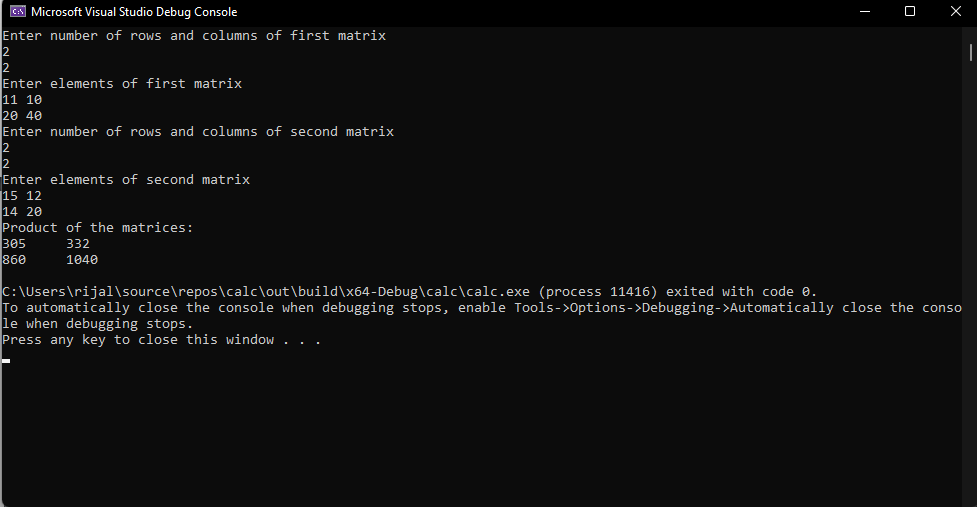 Microsoft Visual Studio Debug Console
Enter number of rows and columns of first matrix
2
2
Enter elements of first matrix
11 10
20 40
Enter number of rows and columns of second matrix
2
2
Enter elements of second matrix
15 12
14 20
Product of the matrices:
305     332
860     1040
C:\Users\rijal\source\repos\calc\out\build\x64-Debug\calc\calc.exe (process 11416) exited with code 0.
To automatically close the console when debugging stops, enable Tools->Options->Debugging->Automatically close the conso
le when debugging stops.
Press any key to close this window . . .